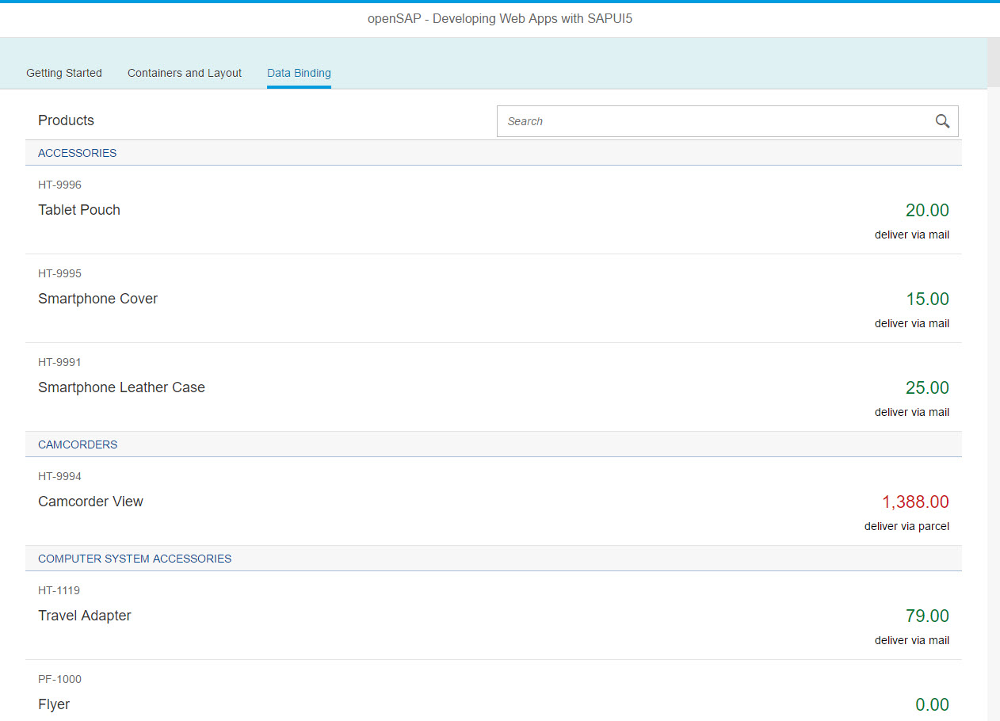 openSAP - Developing Web Apps with SAPUI5
Getting Started Containers and Layout Data Binding
Products Search
ACCESSORIES
HT-9996
Tablet Pouch 20.00
deliver via mail
HT-9995
Smartphone Cover 15.00
deliver via mail
HT-9991
Smartphone Leather Case 25.00
deliver via mail
CAMCORDERS
HT-9994
Camcorder View 1,388.00
deliver via parcel
COMPUTER SYSTEM ACCESSORIES
HT-1119
Travel Adapter 79.00
deliver via mail
PF-1000
Flyer 0.00